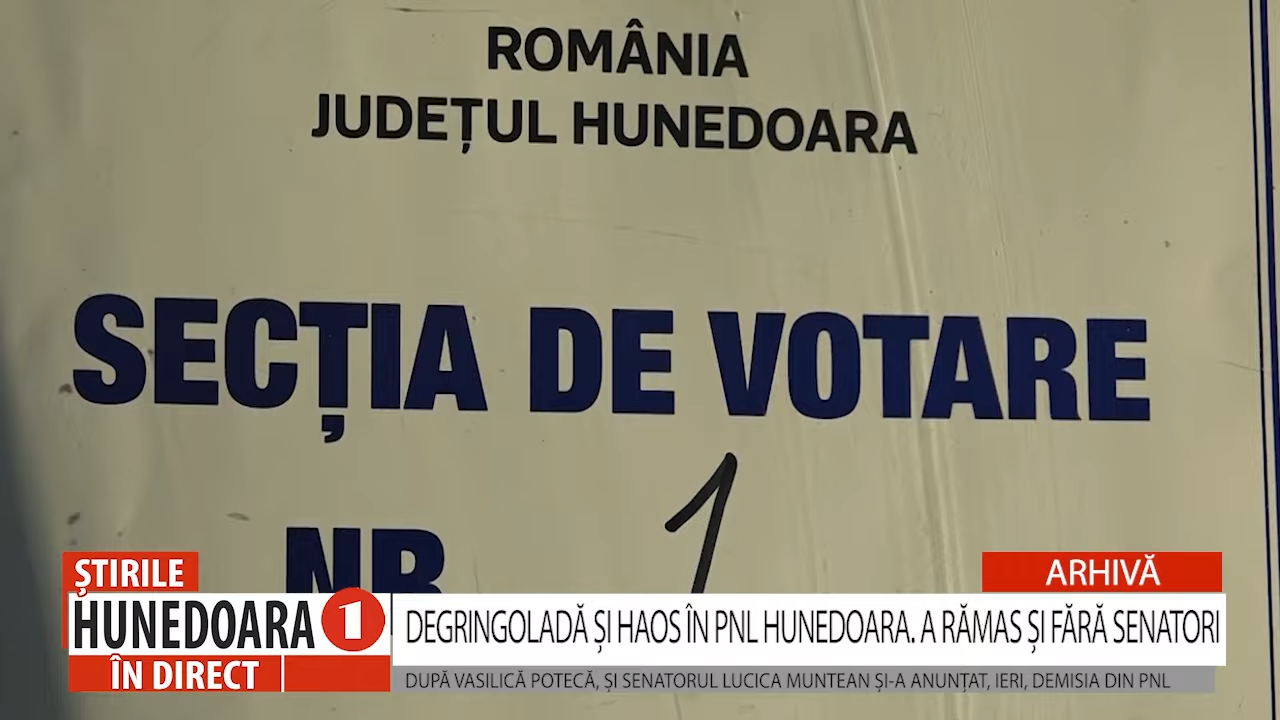 ROMÂNIA
JUDEȚUL HUNEDOARA
SECȚIA DE VOTARE
NR 1
ȘTIRILE
HUNEDOARA 1
ÎN DIRECT
ARHIVĂ
DEGRINGOLADĂ ȘI HAOS ÎN PNL HUNEDOARA. A RĂMAS ȘI FĂRĂ SENATORI
DUPĂ VASILICĂ POTECĂ, ȘI SENATORUL LUCICA MUNTEAN ȘI-A ANUNȚAT, IERI, DEMISIA DIN PNL